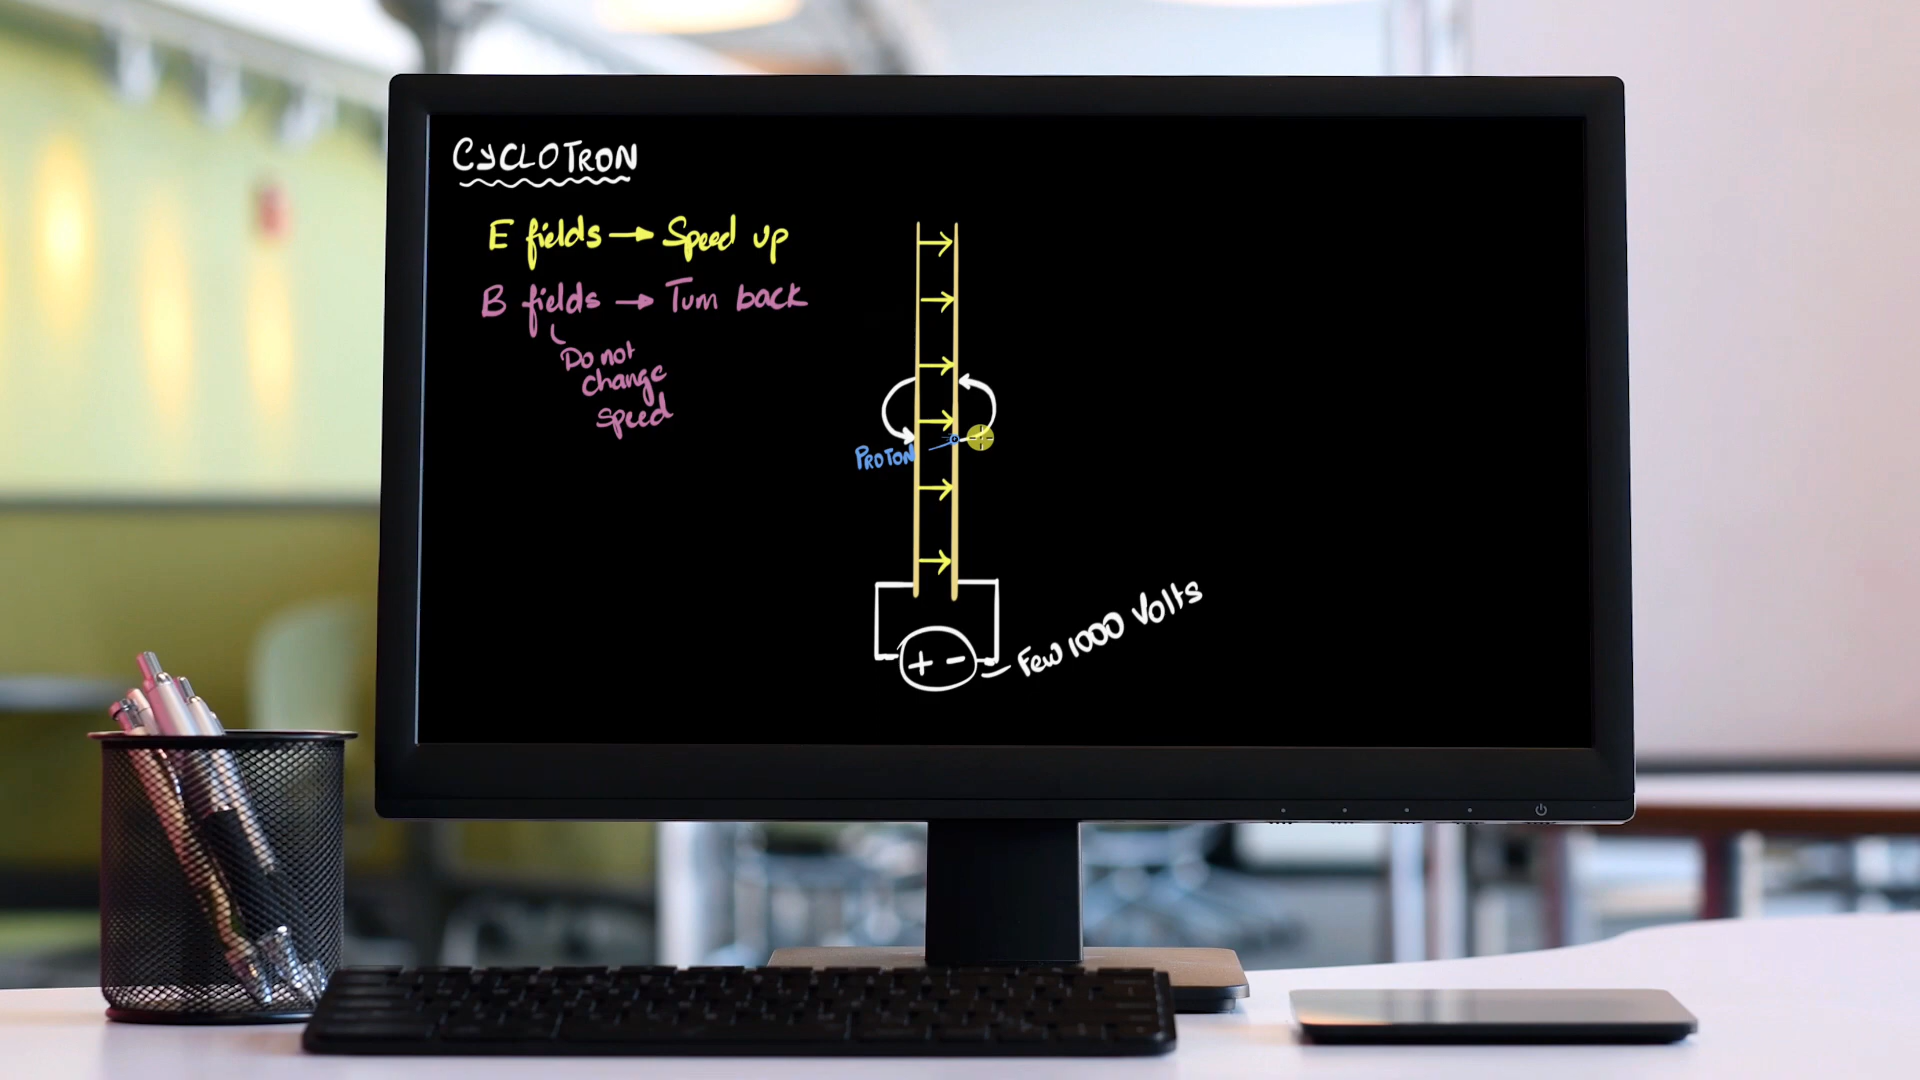 CYCLOTRON
E fields → Speed up
B fields → Turn back
Do not
change
speed
PROTON
+ -
Few 1000 Volts